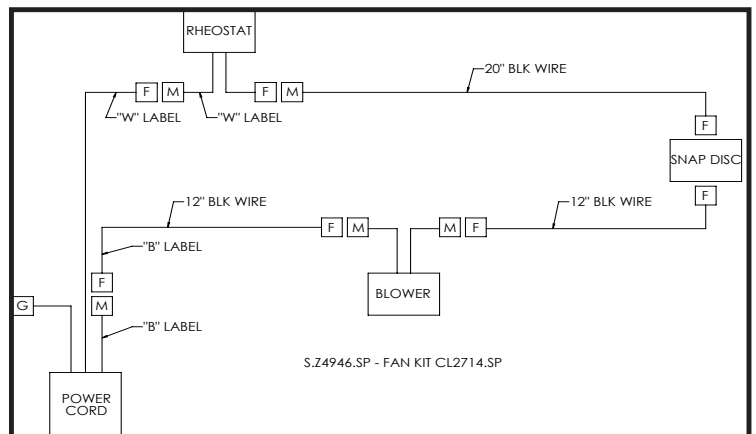 RHEOSTAT
20" BLK WIRE
F
M
F
M
"W" LABEL
"W" LABEL
F
SNAP DISC
F
12" BLK WIRE
12" BLK WIRE
F
M
M
F
"B" LABEL
F
BLOWER
G
M
"B" LABEL
S.Z4946.SP - FAN KIT CL2714.SP
POWER
CORD